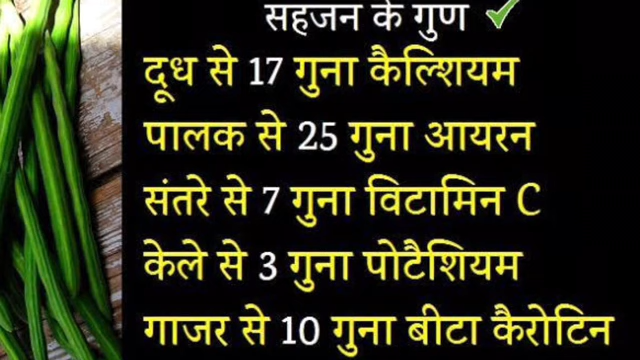 सहजन के गुण
दूध से 17 गुना कैल्शियम
पालक से 25 गुना आयरन
संतरे से 7 गुना विटामिन C
केले से 3 गुना पोटैशियम
गाजर से 10 गुना बीटा कैरोटिन